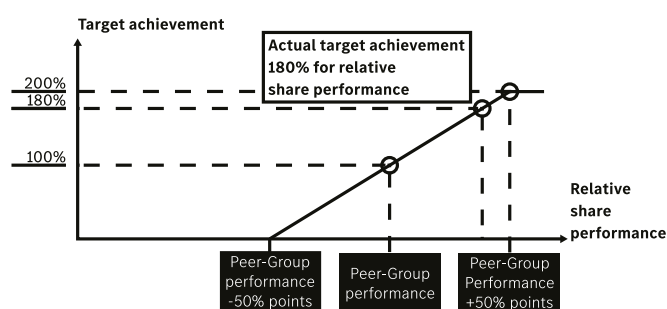 Target achievement
Actual target achievement
180% for relative
share performance
200%
180%
100%
Relative
share
performance
Peer-Group
performance
-50% points
Peer-Group
performance
Peer-Group
Performance
+50% points